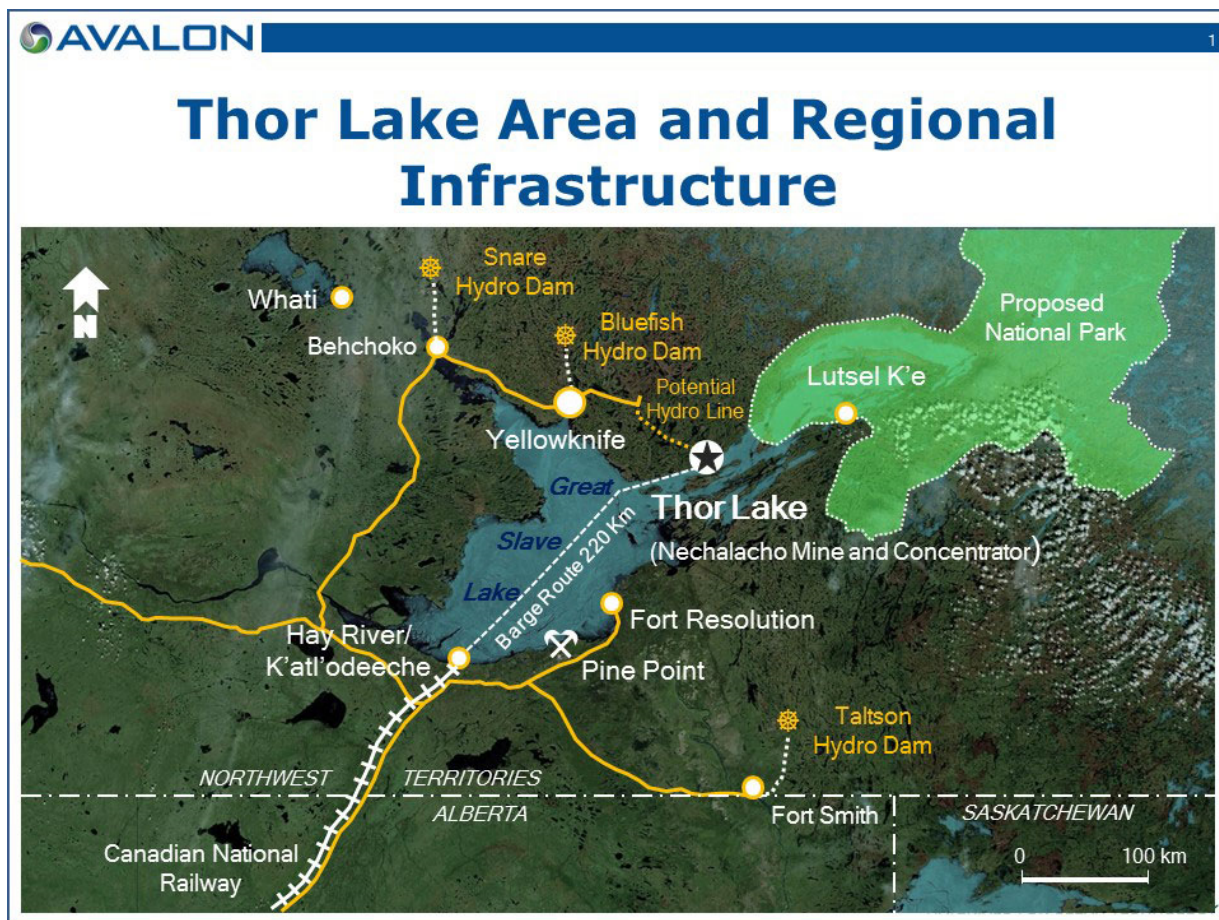 AVALON
1
Thor Lake Area and Regional
Infrastructure
N
Whati
Snare
Hydro Dam
Behchoko
Bluefish
Hydro Dam
Proposed
National Park
Potential
Hydro Line
Lutsel K'e
Yellowknife
Great
Slave
Lake
Thor Lake
(Nechalacho Mine and Concentrator)
Barge Route 220 Km
Fort Resolution
Hay River/
K'atl'odeeche
Pine Point
Taltson
Hydro Dam
NORTHWEST TERRITORIES
ALBERTA
Fort Smith
SASKATCHEWAN
Canadian National
Railway
0 100 km